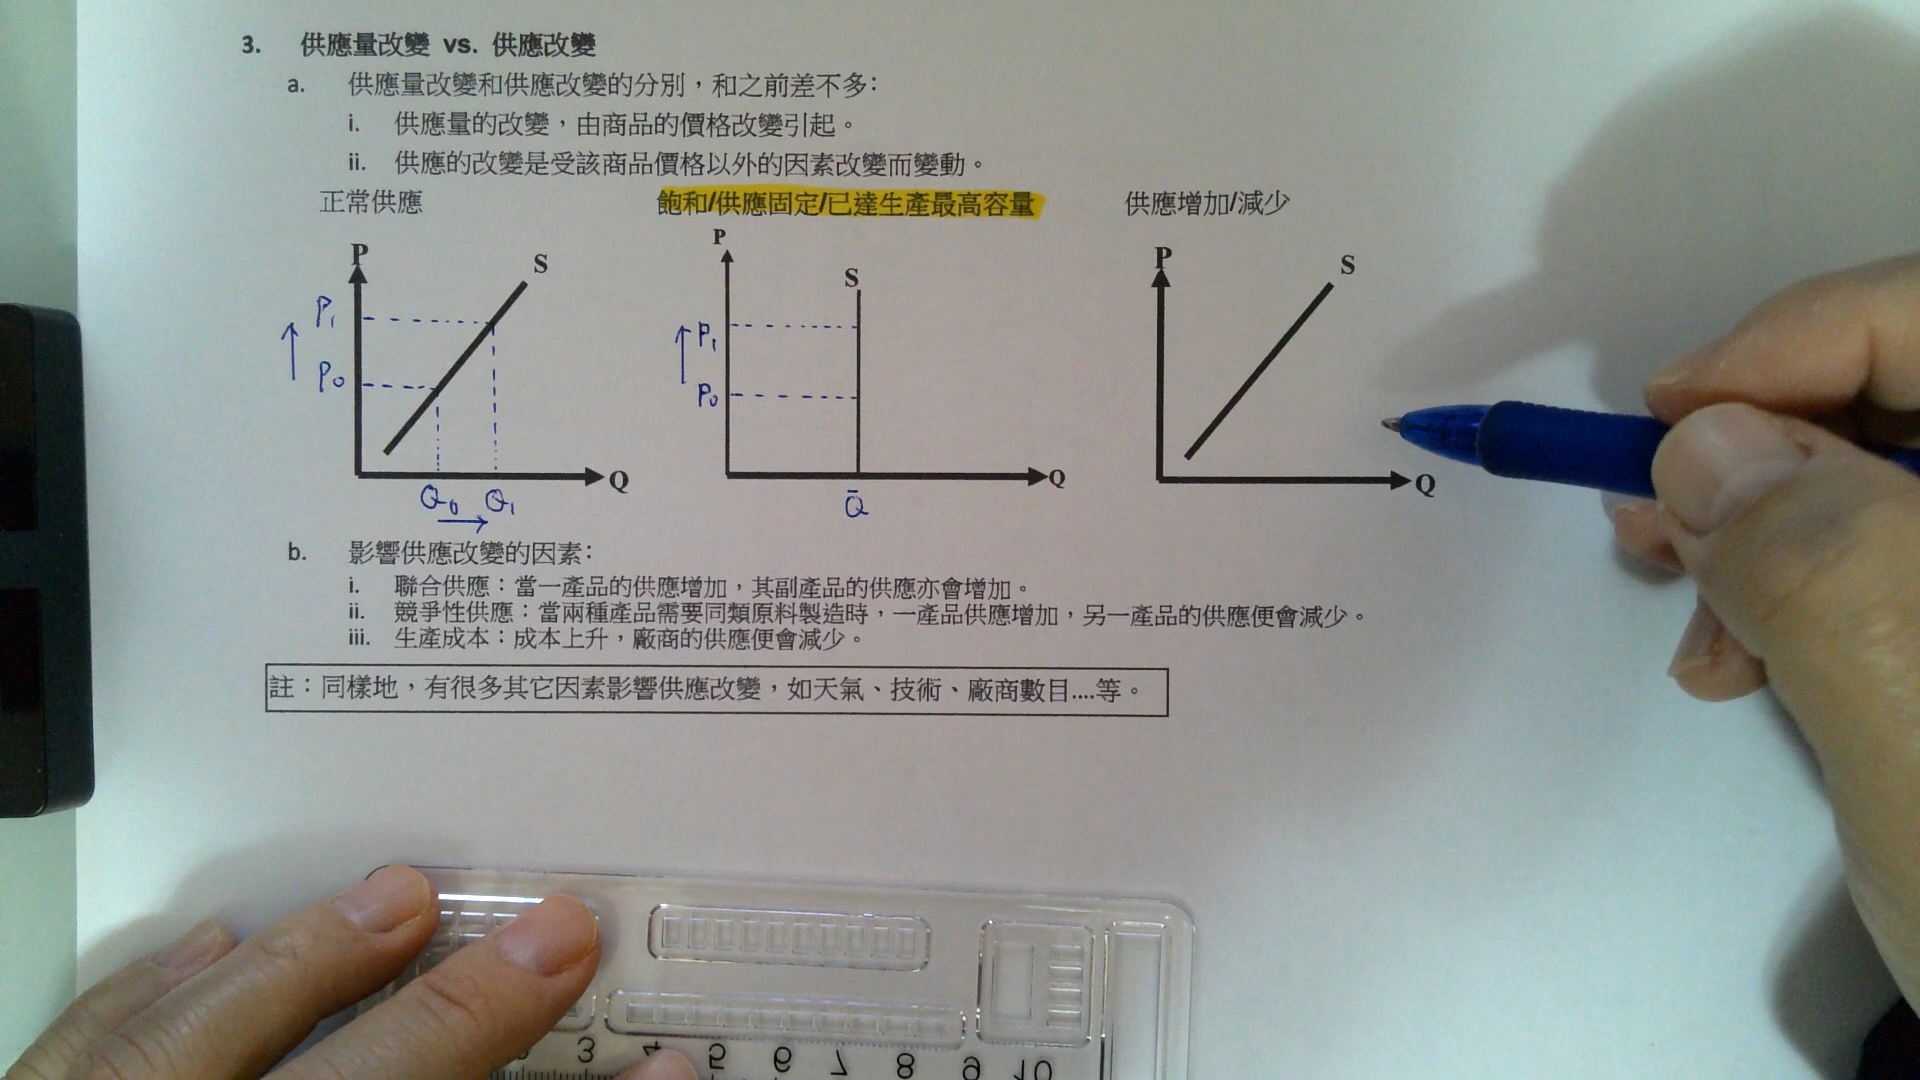 3. 供應量改變 vs. 供應改變
a. 供應量改變和供應改變的分別，和之前差不多：
i. 供應量的改變，由商品的價格改變引起。
ii. 供應的改變是受該商品價格以外的因素改變而變動。
正常供應 飽和/供應固定/已達生產最高容量 供應增加/減少
P S P₁ P₀ Q Q₀ Q₁
P S P₁ P₀ Q Q̄
P S Q
b. 影響供應改變的因素：
i. 聯合供應：當一產品的供應增加，其副產品的供應亦會增加。
ii. 競爭性供應：當兩種產品需要同類原料製造時，一產品供應增加，另一產品的供應便會減少。
iii. 生產成本：成本上升，廠商的供應便會減少。
註：同樣地，有很多其它因素影響供應改變，如天氣、技術、廠商數目....等。
3 4 5 6 7 8 9 10